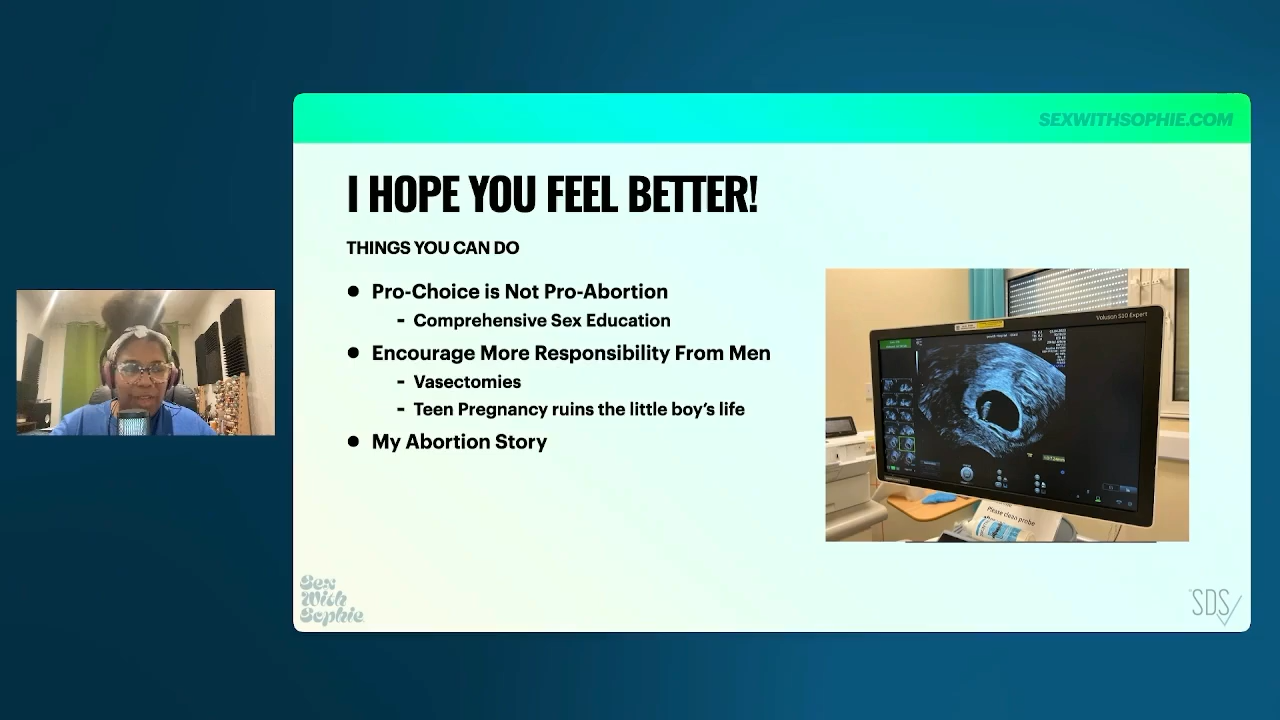 SEXWITHSOPHIE.COM
I HOPE YOU FEEL BETTER!
THINGS YOU CAN DO
● Pro-Choice is Not Pro-Abortion
- Comprehensive Sex Education
● Encourage More Responsibility From Men
- Vasectomies
- Teen Pregnancy ruins the little boy's life
● My Abortion Story
Voluson S10 Expert
Please clean probe
Sex
With
Sophie
SDS